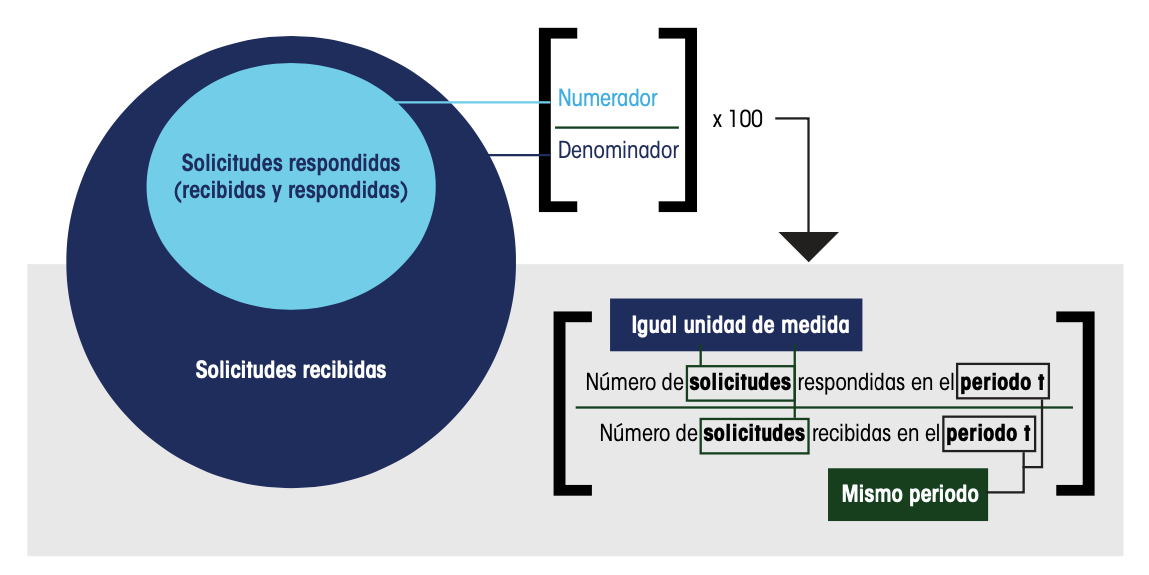 Numerador
x 100
Denominador
Solicitudes respondidas
(recibidas y respondidas)
Igual unidad de medida
Solicitudes recibidas
Número de solicitudes respondidas en el periodo t
Número de solicitudes recibidas en el periodo t
Mismo periodo